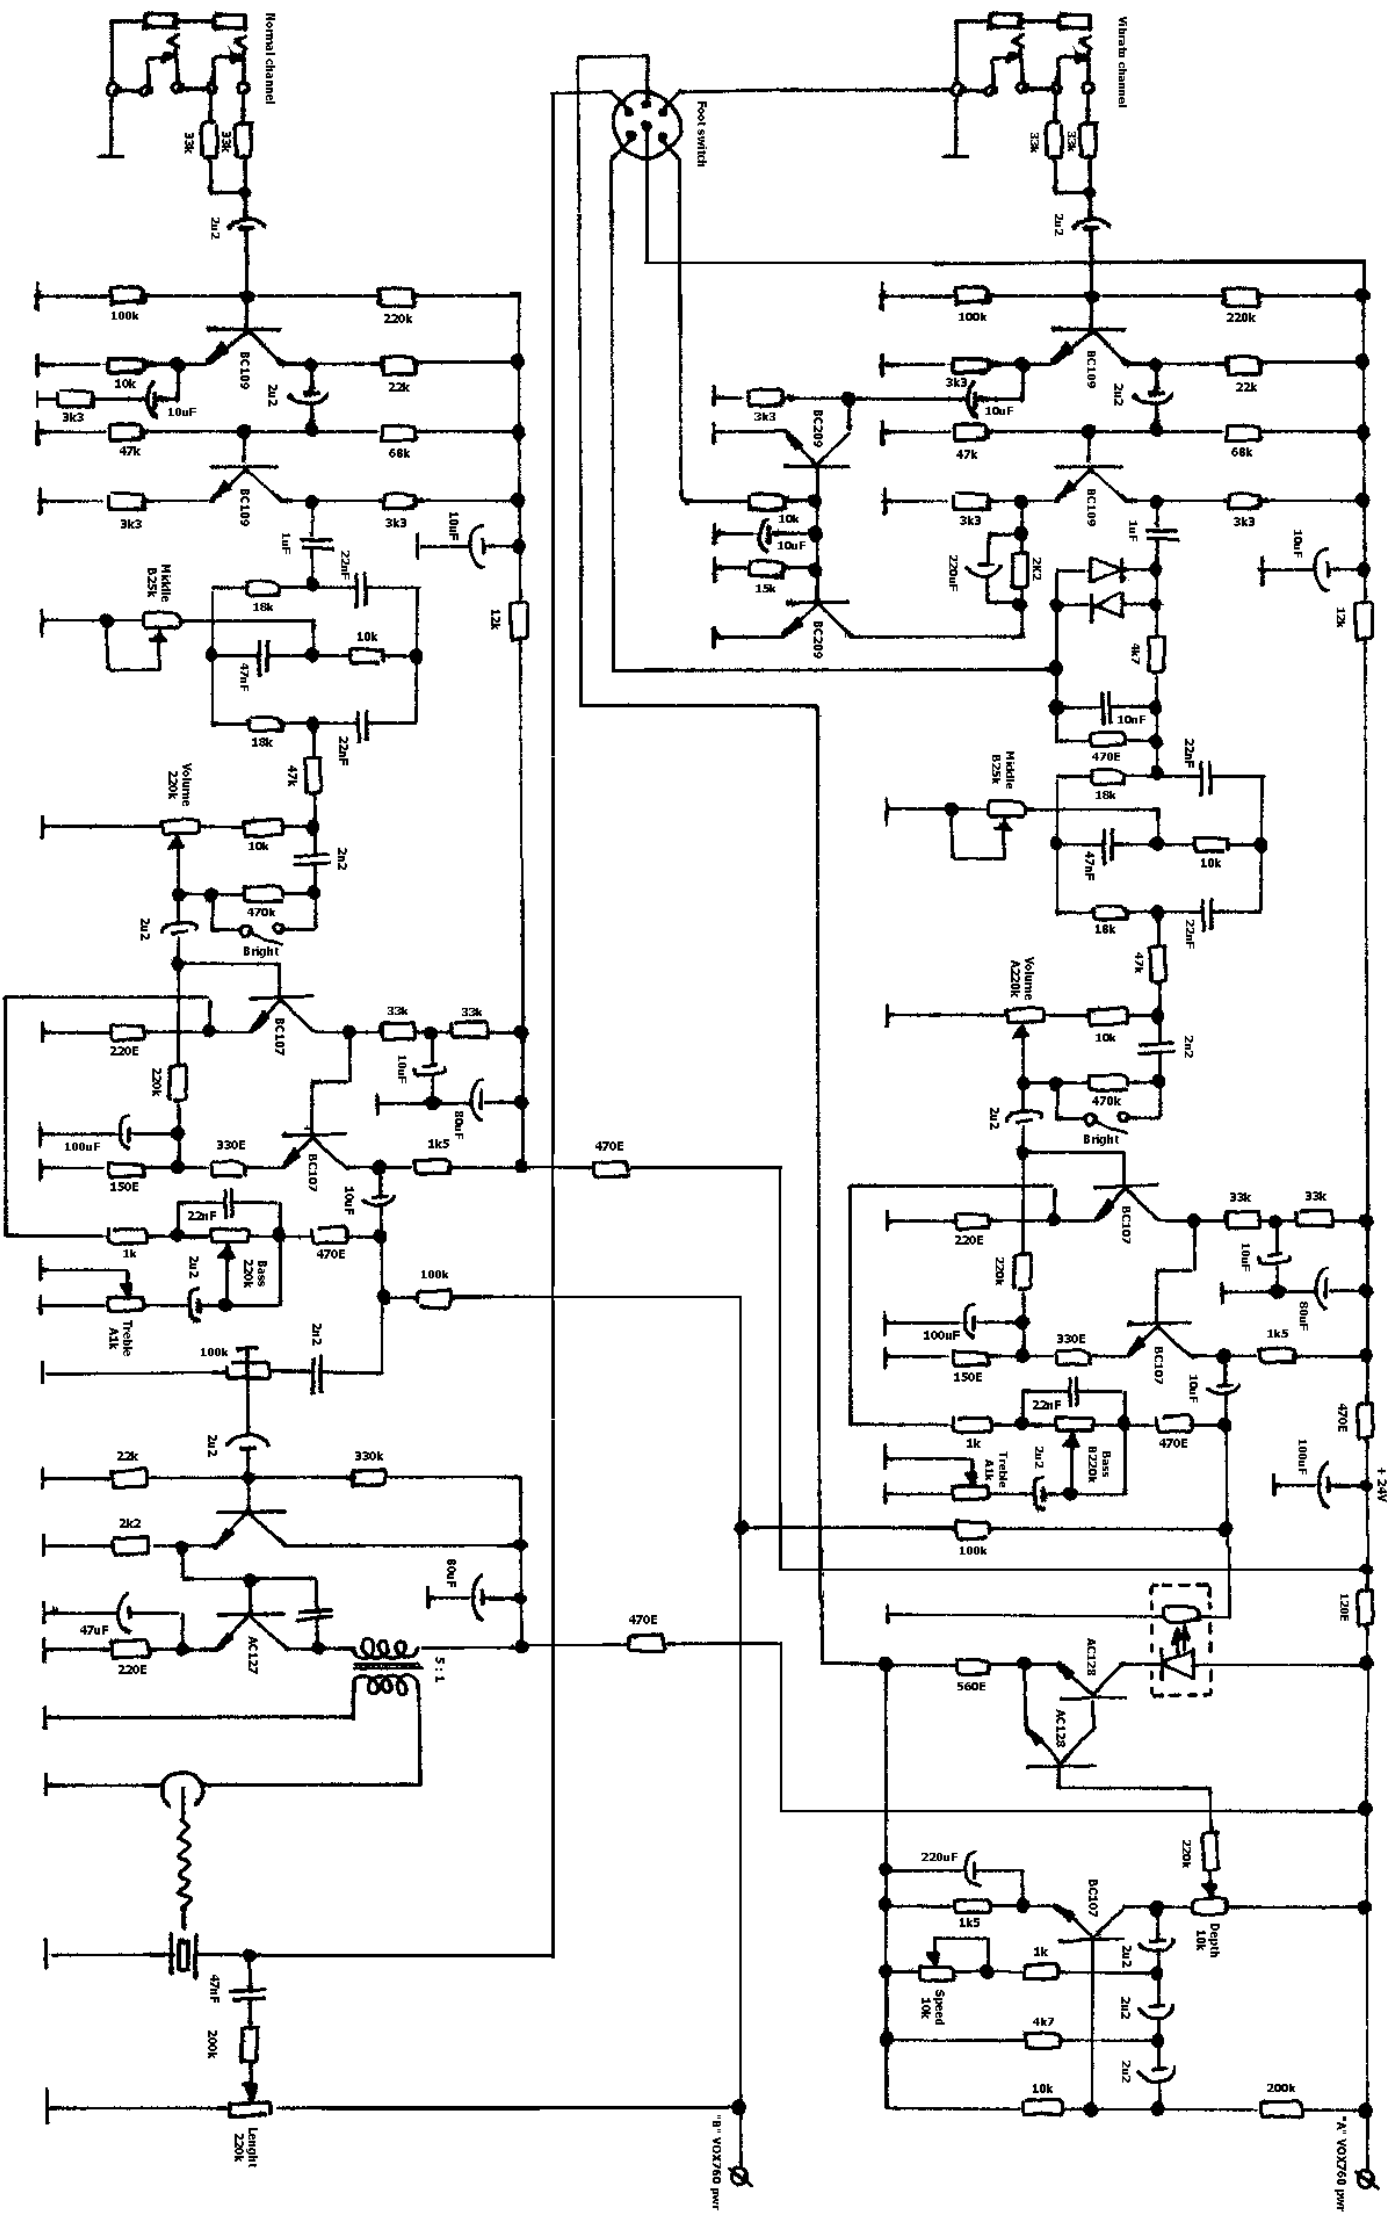 Normal channel
33k
33k
2u2
100k
220k
BC109
10k
22k
2u2
3k3
10uF
47k
68k
BC109
3k3
3k3
1uF
10uF
22nF
18k
Middle
B25k
12k
10k
47nF
18k
22nF
47k
Volume
220k
10k
2n2
470k
2u2
Bright
BC107
220E
33k
33k
220k
10uF
80uF
100uF
330E
BC107
150E
1k5
470E
10uF
22nF
1k
Bass
220k
470E
2u2
Treble
A1k
100k
100k
2n2
2u2
22k
330k
2k2
80uF
47uF
220E
AC127
5 : 1
470E
47nF
200k
Lenght
220k
"B" VOX760 pwr
Foot switch
Vibrato channel
33k
33k
2u2
100k
220k
BC109
3k3
22k
2u2
10uF
3k3
BC209
47k
68k
BC109
3k3
3k3
1uF
10uF
10k
10uF
15k
BC209
220uF
2K2
12k
4k7
10nF
470E
22nF
18k
Middle
B25k
10k
47nF
18k
22nF
47k
Volume
A220k
10k
2n2
470k
2u2
Bright
BC107
220E
33k
33k
220k
10uF
80uF
100uF
330E
BC107
150E
1k5
10uF
22nF
1k
Bass
B220k
470E
2u2
Treble
A1k
470E
100uF
+ 24V
100k
120E
AC128
560E
AC128
220k
220uF
BC107
1k5
Depth
10k
2u2
1k
Speed
10k
2u2
4k7
2u2
10k
200k
"A" VOX760 pwr